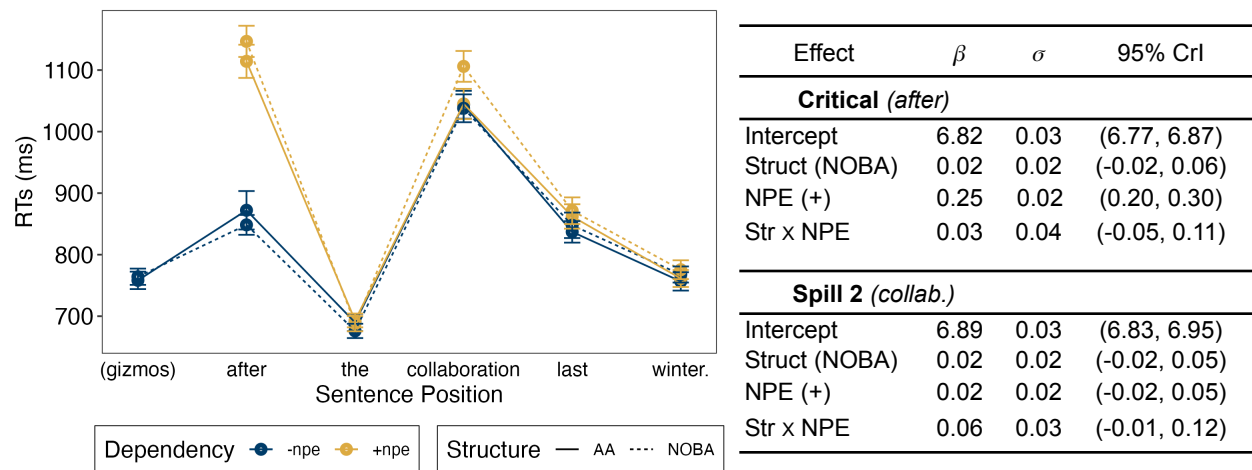 1100
1000
900
800
700
RTs (ms)
(gizmos) after the collaboration last winter.
Sentence Position
Dependency -npe +npe
Structure AA NOBA
Effect β σ 95% CrI
Critical (after)
Intercept 6.82 0.03 (6.77, 6.87)
Struct (NOBA) 0.02 0.02 (-0.02, 0.06)
NPE (+) 0.25 0.02 (0.20, 0.30)
Str x NPE 0.03 0.04 (-0.05, 0.11)
Spill 2 (collab.)
Intercept 6.89 0.03 (6.83, 6.95)
Struct (NOBA) 0.02 0.02 (-0.02, 0.05)
NPE (+) 0.02 0.02 (-0.02, 0.05)
Str x NPE 0.06 0.03 (-0.01, 0.12)